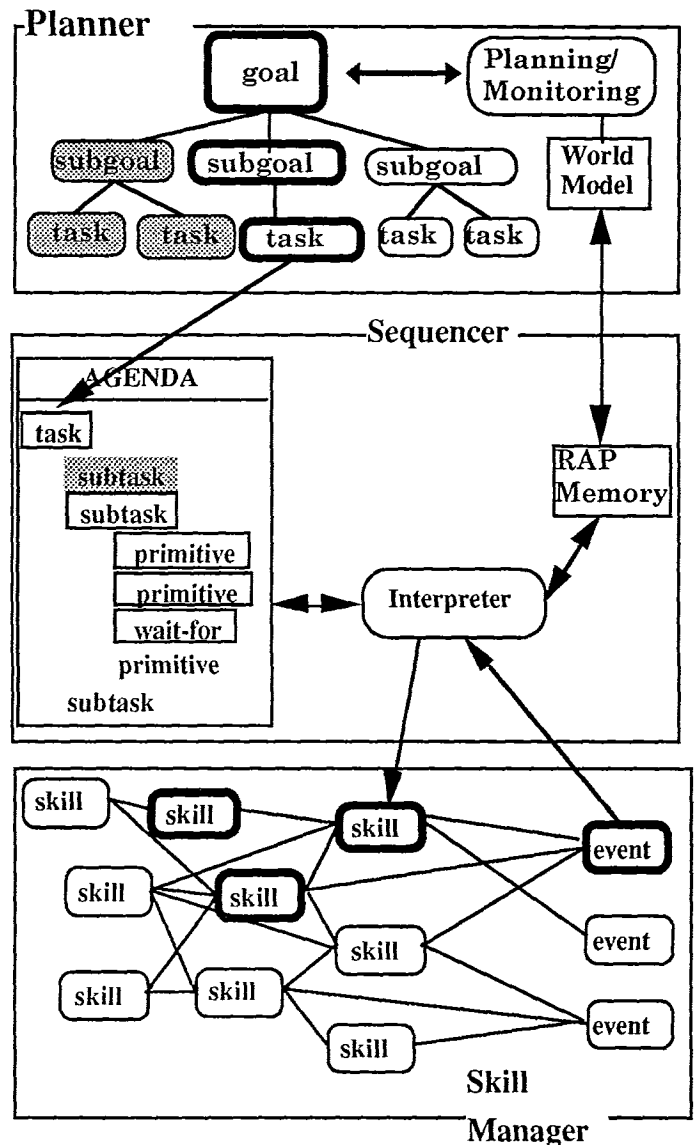 Planner
goal
Planning/
Monitoring
subgoal
subgoal
subgoal
World
Model
task
task
task
task
task
Sequencer
AGENDA
task
RAP
Memory
subtask
subtask
primitive
primitive
Interpreter
wait-for
primitive
subtask
skill
skill
skill
event
skill
skill
skill
event
skill
skill
event
skill
Skill
Manager